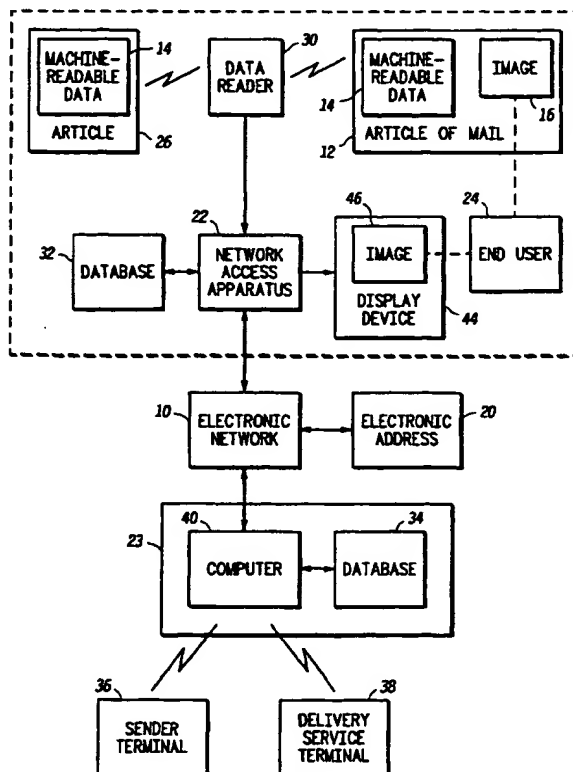 14
MACHINE-
READABLE
DATA
ARTICLE
26
30
DATA
READER
MACHINE-
READABLE
DATA
14
IMAGE
16
ARTICLE OF MAIL
12
32
DATABASE
22
NETWORK
ACCESS
APPARATUS
46
IMAGE
DISPLAY
DEVICE
44
24
END USER
10
ELECTRONIC
NETWORK
20
ELECTRONIC
ADDRESS
23
40
COMPUTER
34
DATABASE
36
SENDER
TERMINAL
38
DELIVERY
SERVICE
TERMINAL